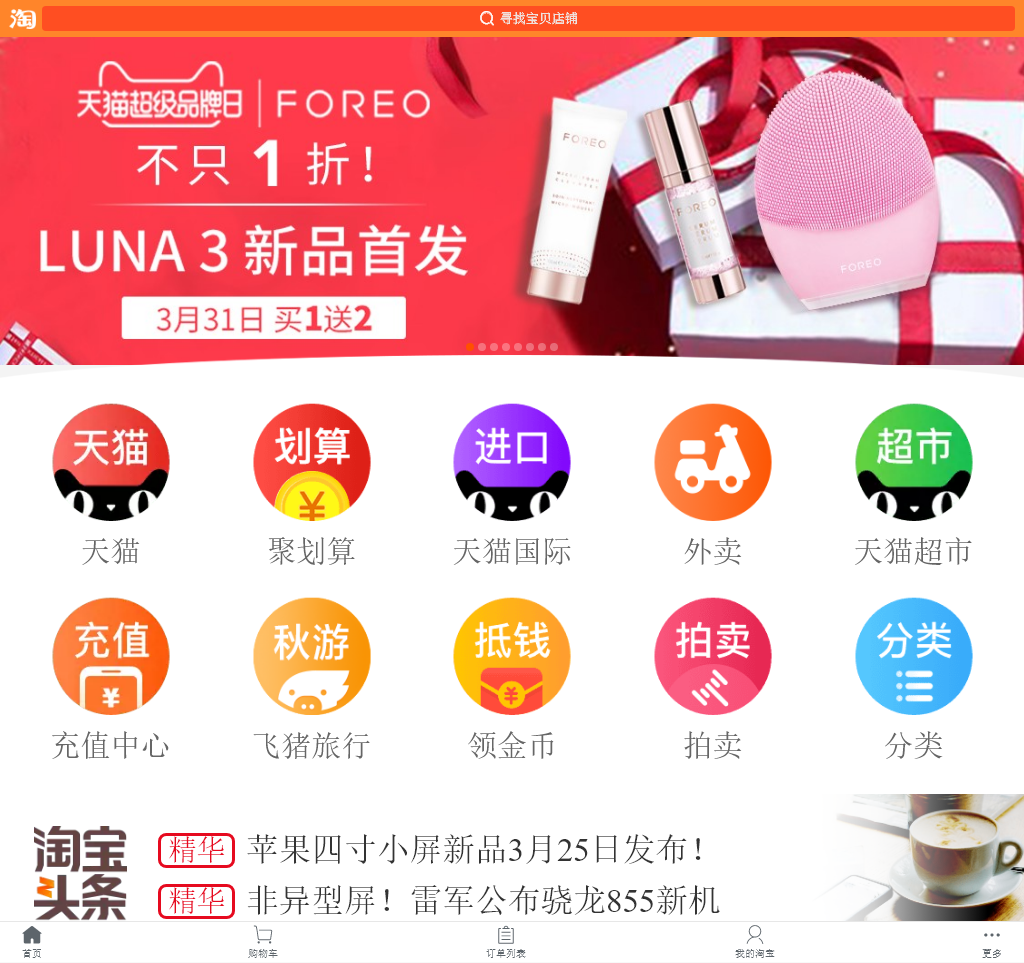 淘 寻找宝贝店铺
天猫超级品牌日 FOREO
不只1折!
LUNA 3 新品首发
3月31日 买1送2
FOREO
FOREO
FOREO
天猫 划算 进口 超市
天猫 聚划算 天猫国际 外卖 天猫超市
充值 秋游 抵钱 拍卖 分类
充值中心 飞猪旅行 领金币 拍卖 分类
淘宝头条
精华 苹果四寸小屏新品3月25日发布!
精华 非异型屏!雷军公布骁龙855新机
首页 购物车 订单列表 我的淘宝 更多